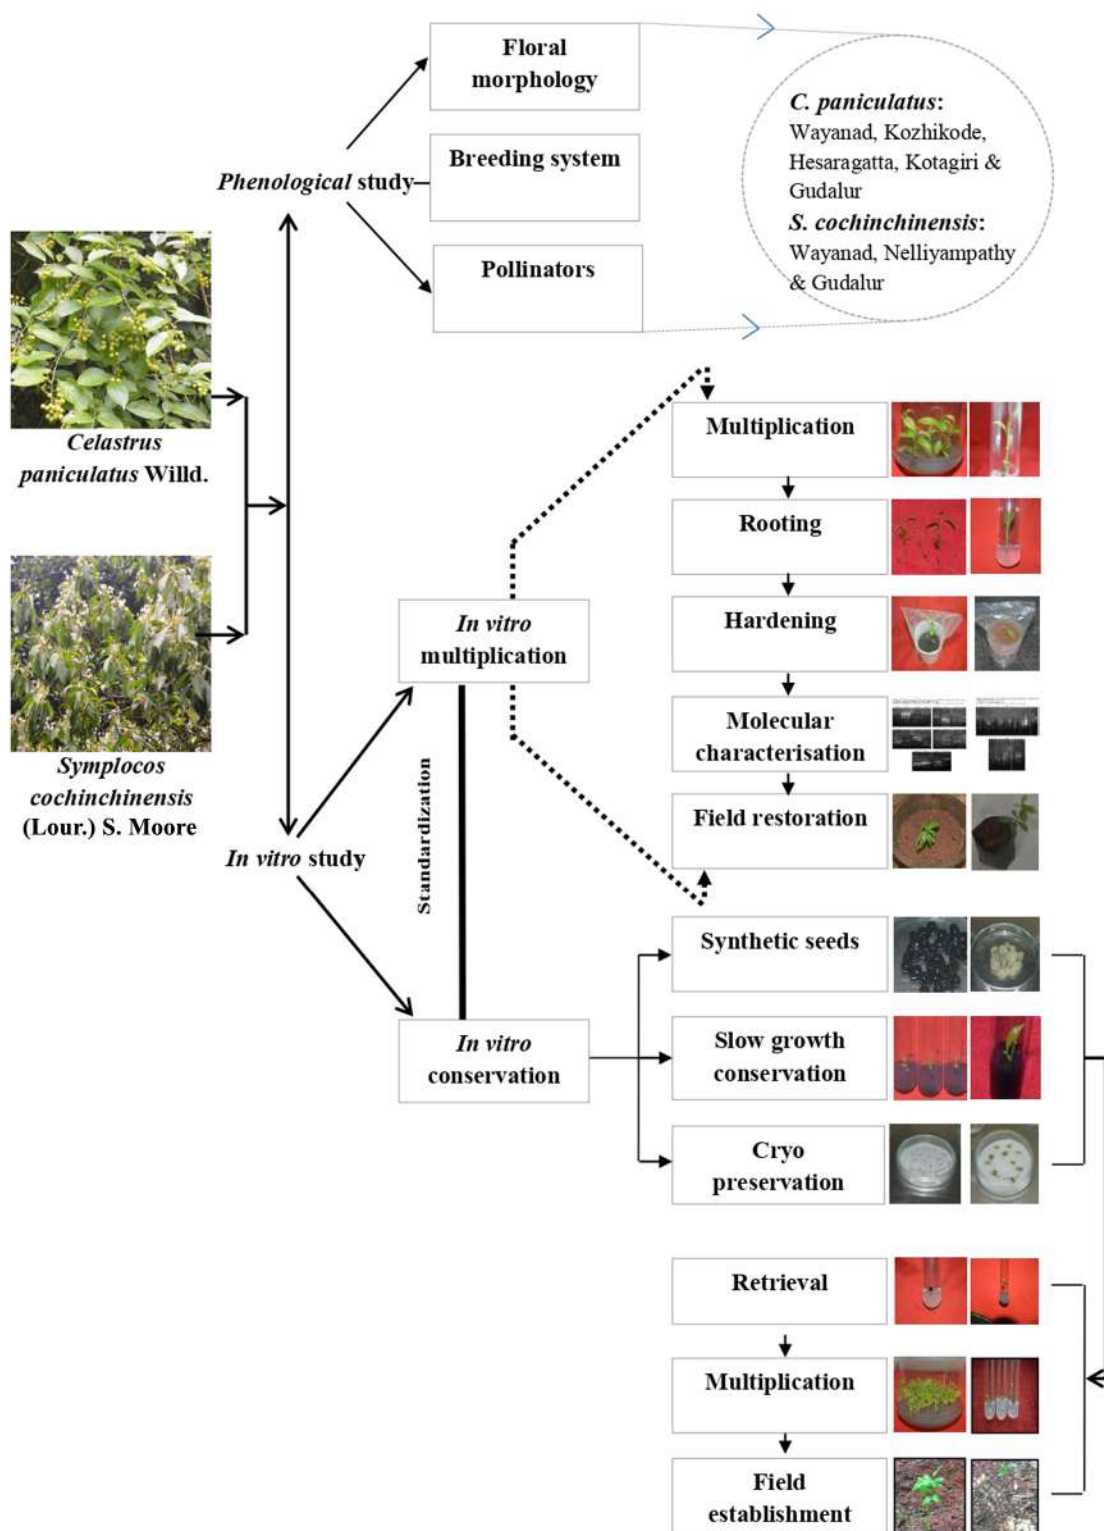 Floral
morphology
Breeding system
Phenological study
Pollinators
C. paniculatus:
Wayanad, Kozhikode,
Hesaragatta, Kotagiri &
Gudalur
S. cochinchinensis:
Wayanad, Nelliyampathy
& Gudalur
Celastrus
paniculatus Willd.
Symplocos
cochinchinensis
(Lour.) S. Moore
In vitro study
In vitro
multiplication
Standardization
In vitro
conservation
Multiplication
Rooting
Hardening
Molecular
characterisation
Field restoration
Synthetic seeds
Slow growth
conservation
Cryo
preservation
Retrieval
Multiplication
Field
establishment